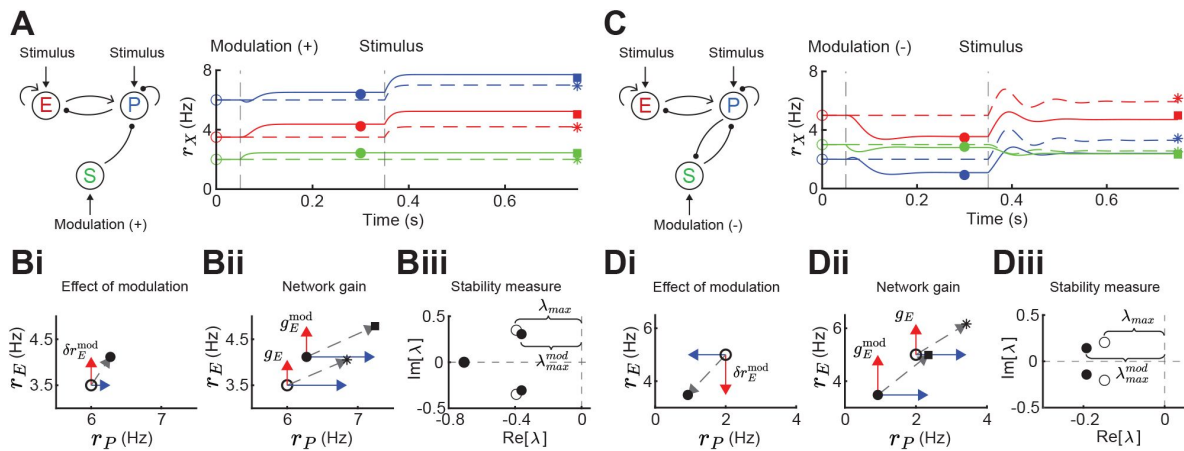 A
Stimulus Stimulus
E P
S
Modulation (+)
Modulation (+) Stimulus
8
4
0
r_X (Hz)
0 0.2 0.4 0.6
Time (s)
C
Stimulus Stimulus
E P
S
Modulation (-)
Modulation (-) Stimulus
8
4
0
r_X (Hz)
0 0.2 0.4 0.6
Time (s)
Bi
Effect of modulation
4.5
3.5
r_E (Hz)
δr_E^mod
6 7
r_P (Hz)
Bii
Network gain
4.5
3.5
r_E (Hz)
g_E^mod
g_E
6 7
r_P (Hz)
Biii
Stability measure
0.5
0
-0.5
Im[λ]
λ_max
λ_max^mod
-0.8 -0.4 0
Re[λ]
Di
Effect of modulation
6
4
r_E (Hz)
δr_E^mod
0 2 4
r_P (Hz)
Dii
Network gain
6
4
r_E (Hz)
g_E
g_E^mod
0 2 4
r_P (Hz)
Diii
Stability measure
0.5
0
-0.5
Im[λ]
λ_max
λ_max^mod
-0.2 0
Re[λ]